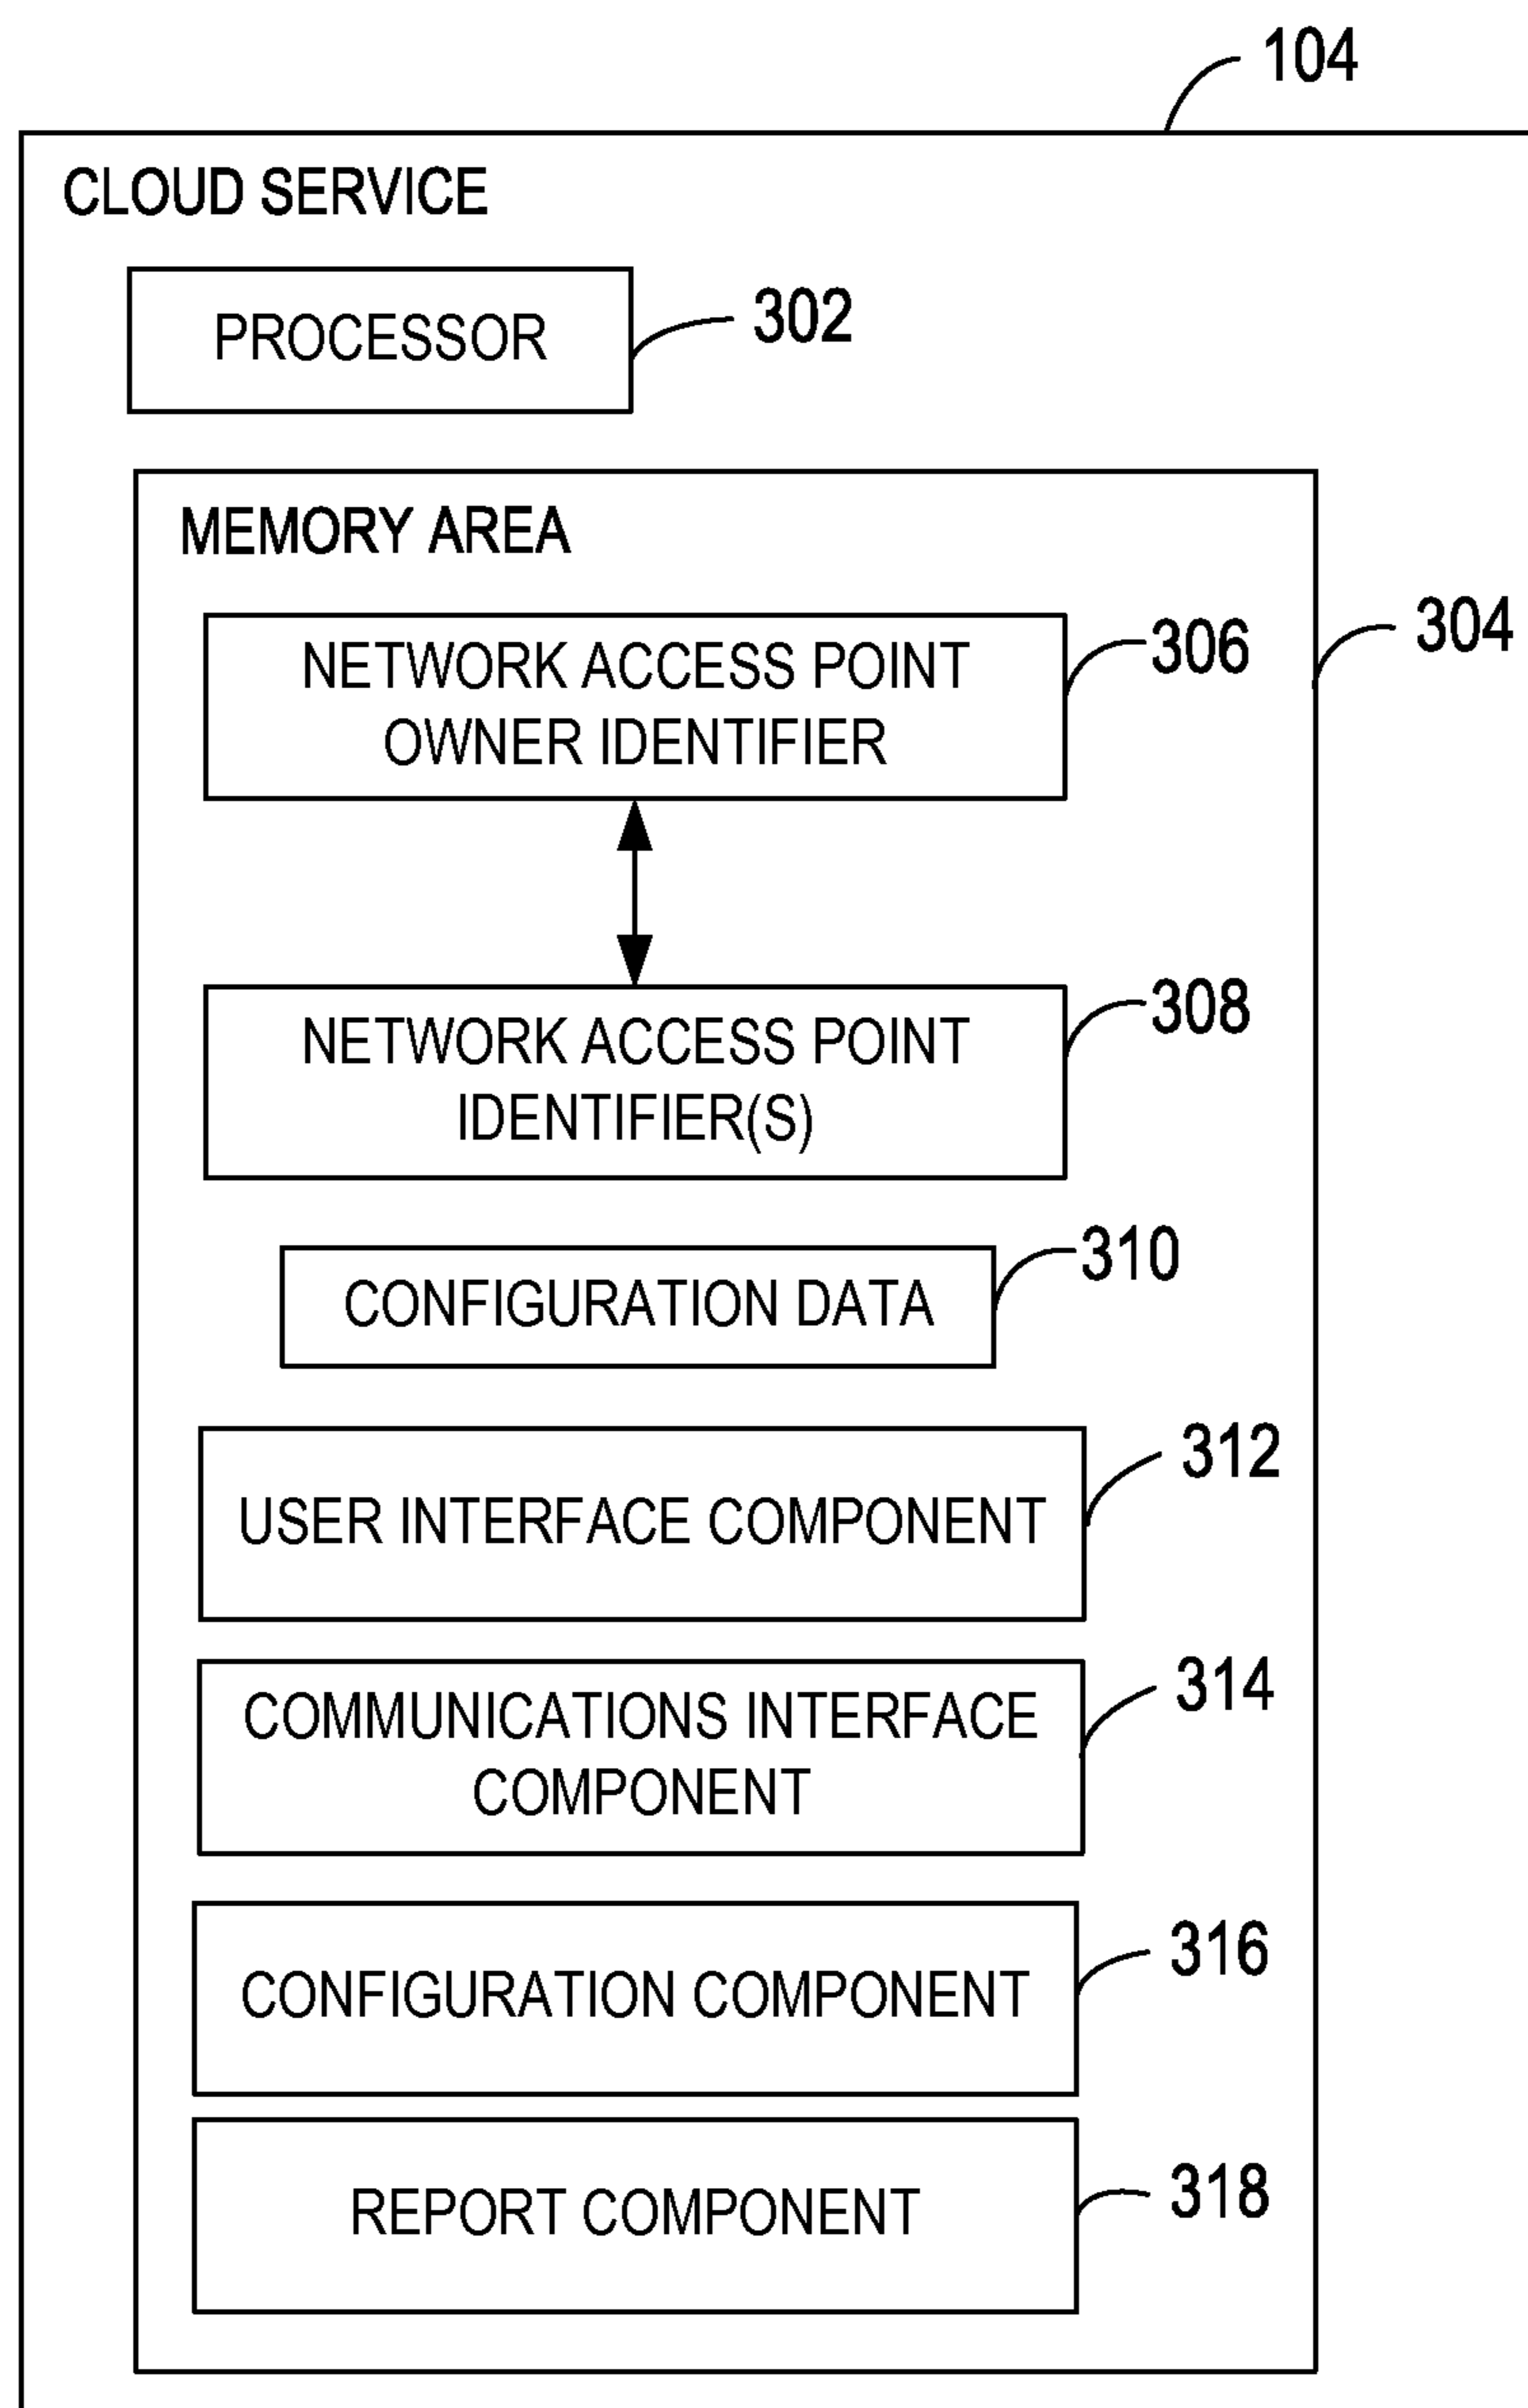 104
CLOUD SERVICE
PROCESSOR
302
MEMORY AREA
NETWORK ACCESS POINT
OWNER IDENTIFIER
306
304
NETWORK ACCESS POINT
IDENTIFIER(S)
308
CONFIGURATION DATA
310
USER INTERFACE COMPONENT
312
COMMUNICATIONS INTERFACE
COMPONENT
314
CONFIGURATION COMPONENT
316
REPORT COMPONENT
318